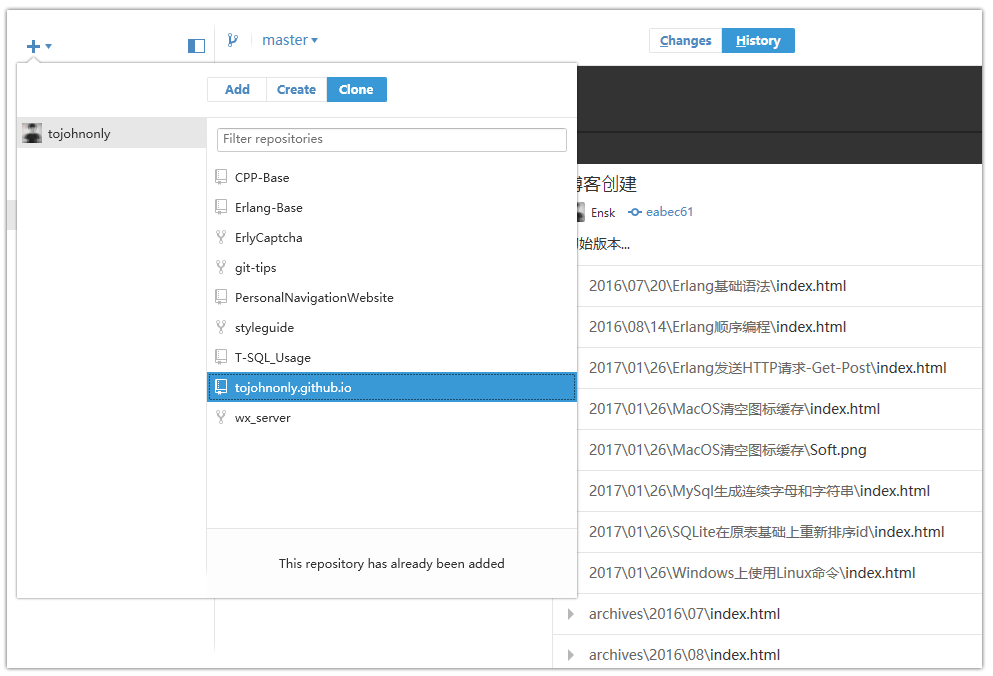 master
Changes
History
Add
Create
Clone
tojohnonly
Filter repositories
CPP-Base
Erlang-Base
ErlyCaptcha
git-tips
PersonalNavigationWebsite
styleguide
T-SQL_Usage
tojohnonly.github.io
wx_server
This repository has already been added
博客创建
Ensk
eabec61
始版本...
2016\07\20\Erlang基础语法\index.html
2016\08\14\Erlang顺序编程\index.html
2017\01\26\Erlang发送HTTP请求-Get-Post\index.html
2017\01\26\MacOS清空图标缓存\index.html
2017\01\26\MacOS清空图标缓存\Soft.png
2017\01\26\MySql生成连续字母和字符串\index.html
2017\01\26\SQLite在原表基础上重新排序id\index.html
2017\01\26\Windows上使用Linux命令\index.html
archives\2016\07\index.html
archives\2016\08\index.html